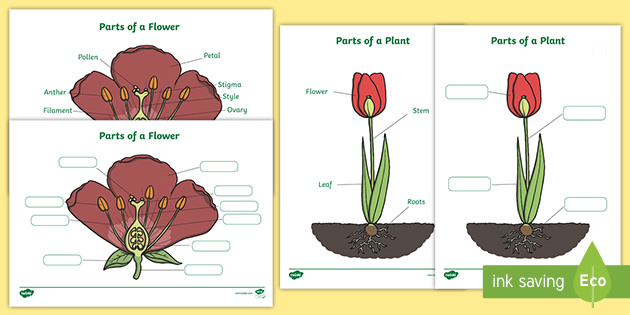 Parts of a Flower
Pollen
Petal
Anther
Stigma
Style
Filament
Ovary
Parts of a Flower
Parts of a Plant
Flower
Stem
Leaf
Roots
Parts of a Plant
ink saving
Eco